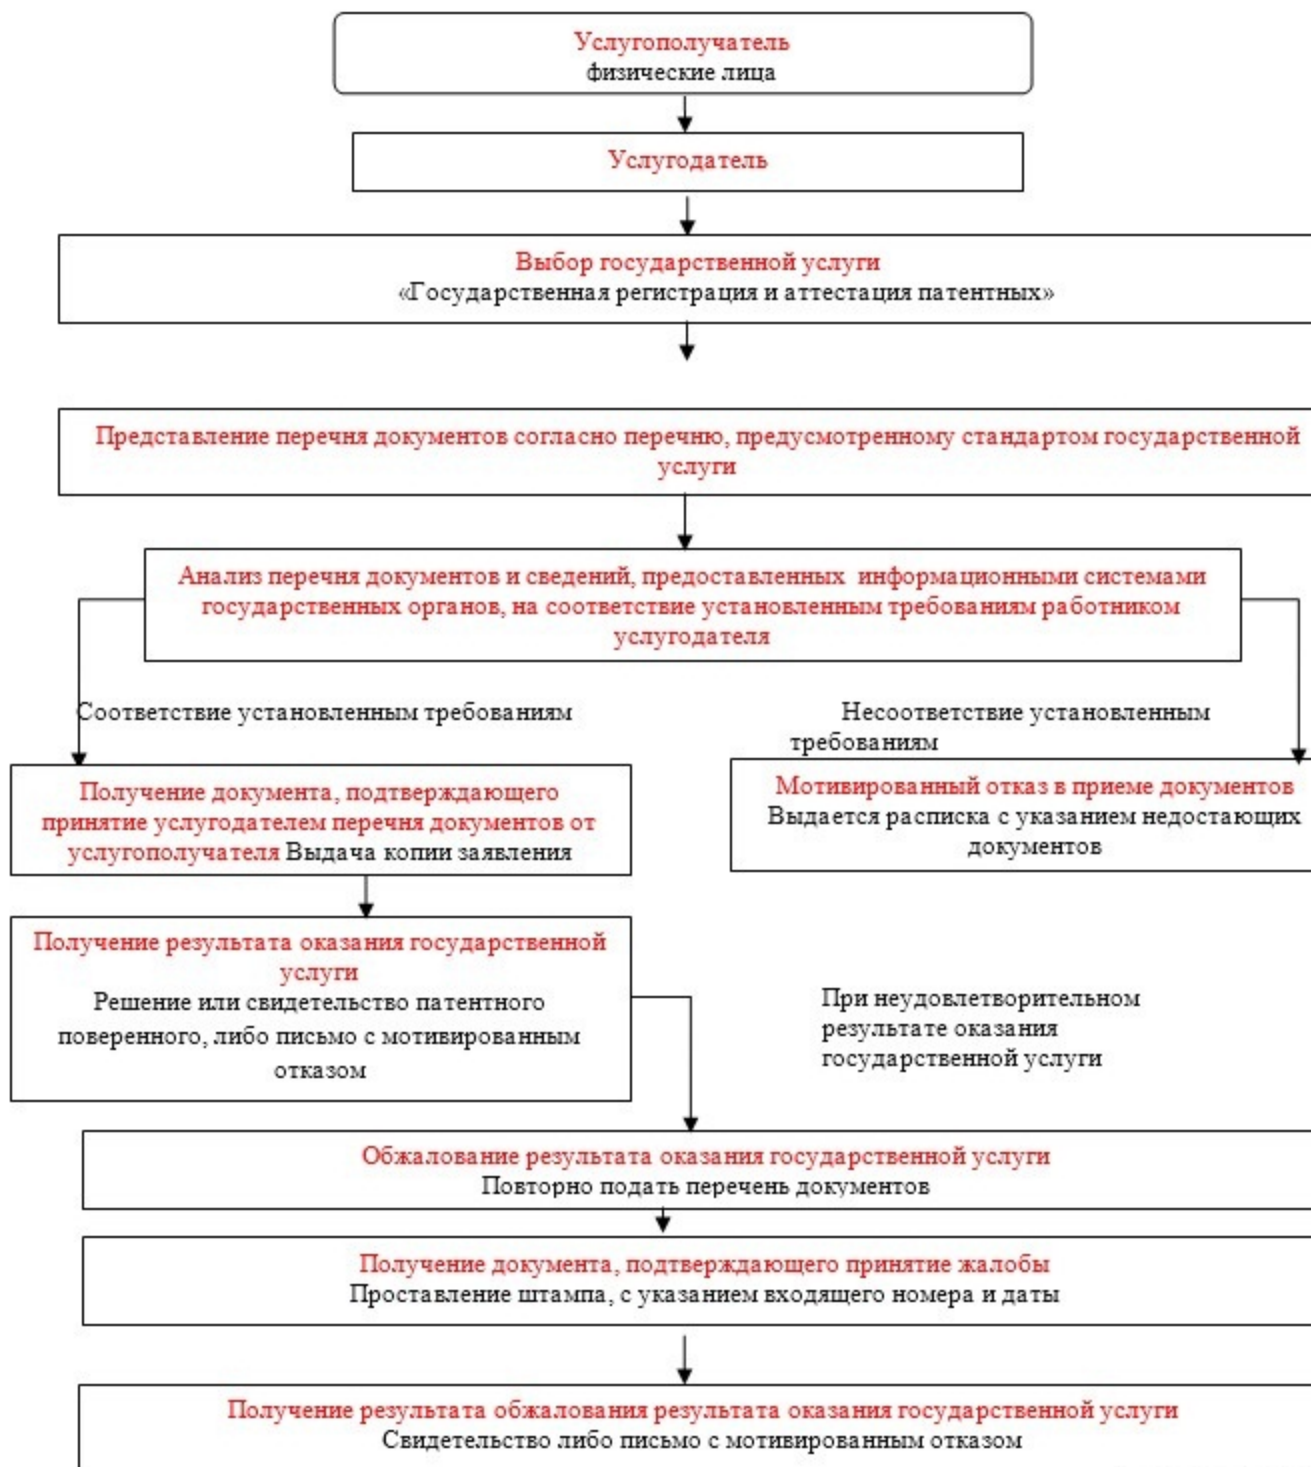 Услугополучатель
физические лица
Услугодатель
Выбор государственной услуги
«Государственная регистрация и аттестация патентных»
Представление перечня документов согласно перечню, предусмотренному стандартом государственной
услуги
Анализ перечня документов и сведений, предоставленных информационными системами
государственных органов, на соответствие установленным требованиям работником
услугодателя
Соответствие установленным требованиям
Несоответствие установленным
требованиям
Получение документа, подтверждающего
принятие услугодателем перечня документов от
услугополучателя Выдача копии заявления
Мотивированный отказ в приеме документов
Выдается расписка с указанием недостающих
документов
Получение результата оказания государственной
услуги
Решение или свидетельство патентного
поверенного, либо письмо с мотивированным
отказом
При неудовлетворительном
результате оказания
государственной услуги
Обжалование результата оказания государственной услуги
Повторно подать перечень документов
Получение документа, подтверждающего принятие жалобы
Проставление штампа, с указанием входящего номера и даты
Получение результата обжалования результата оказания государственной услуги
Свидетельство либо письмо с мотивированным отказом